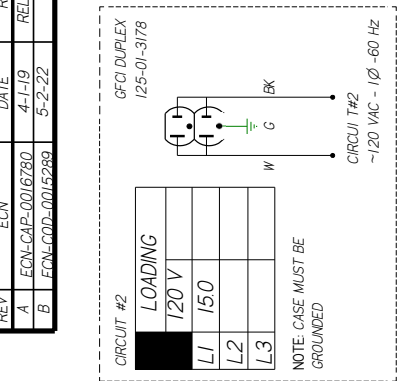 REV ECN DATE
A ECN-CAP-0016780 4-1-19 REL
B ECN-COD-0015289 5-2-22
CIRCUIT #2
LOADING
120 V
L1 15.0
L2
L3
NOTE: CASE MUST BE
GROUNDED
GFCI DUPLEX
125-01-3178
W G BK
CIRCUI T#2
~120 VAC - 1Ø -60 Hz